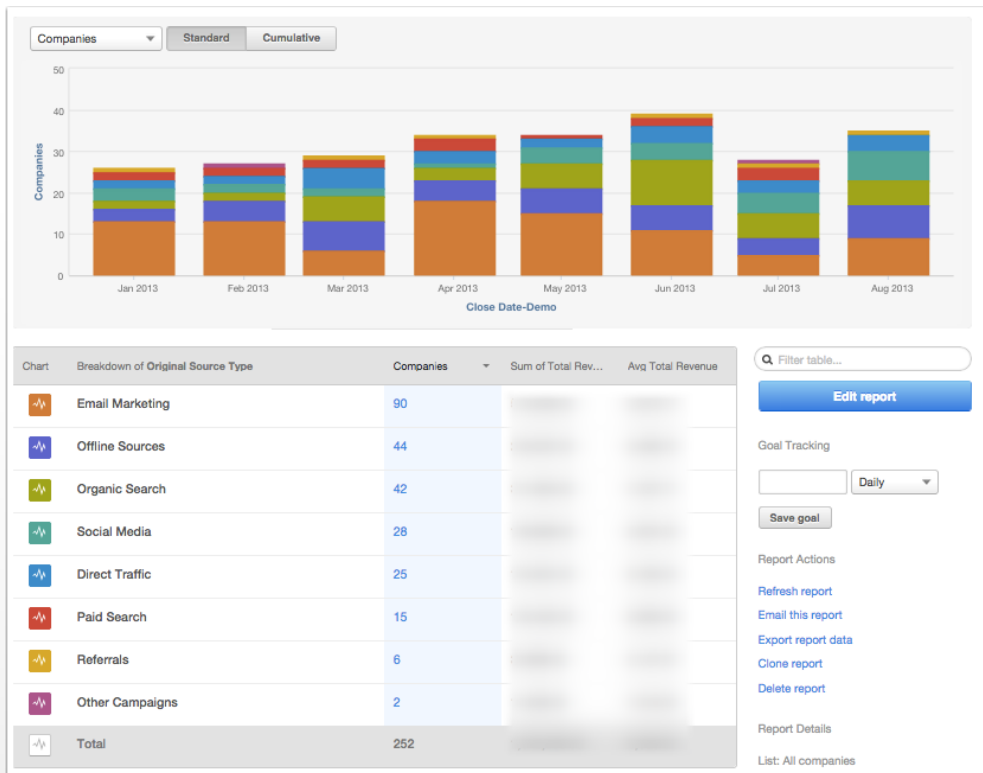 Companies Standard Cumulative
50
40
30
20
10
0
Companies
Jan 2013 Feb 2013 Mar 2013 Apr 2013 May 2013 Jun 2013 Jul 2013 Aug 2013
Close Date-Demo
Chart Breakdown of Original Source Type Companies Sum of Total Rev... Avg Total Revenue
Email Marketing 90
Offline Sources 44
Organic Search 42
Social Media 28
Direct Traffic 25
Paid Search 15
Referrals 6
Other Campaigns 2
Total 252
Filter table...
Edit report
Goal Tracking
Daily
Save goal
Report Actions
Refresh report
Email this report
Export report data
Clone report
Delete report
Report Details
List: All companies